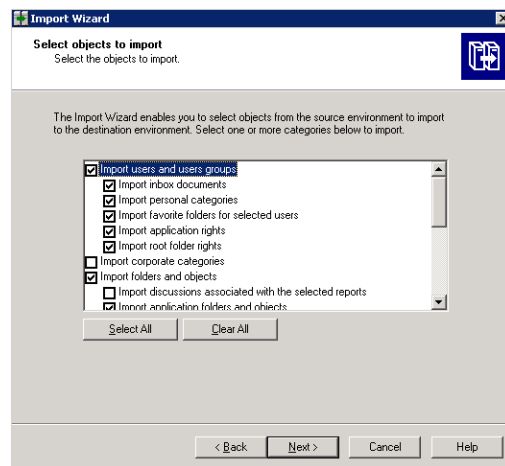 Import Wizard
Select objects to import
Select the objects to import.
The Import Wizard enables you to select objects from the source environment to import
to the destination environment. Select one or more categories below to import.
Import users and users groups
Import inbox documents
Import personal categories
Import favorite folders for selected users
Import application rights
Import root folder rights
Import corporate categories
Import folders and objects
Import discussions associated with the selected reports
Import application folders and objects
Select All
Clear All
< Back
Next >
Cancel
Help